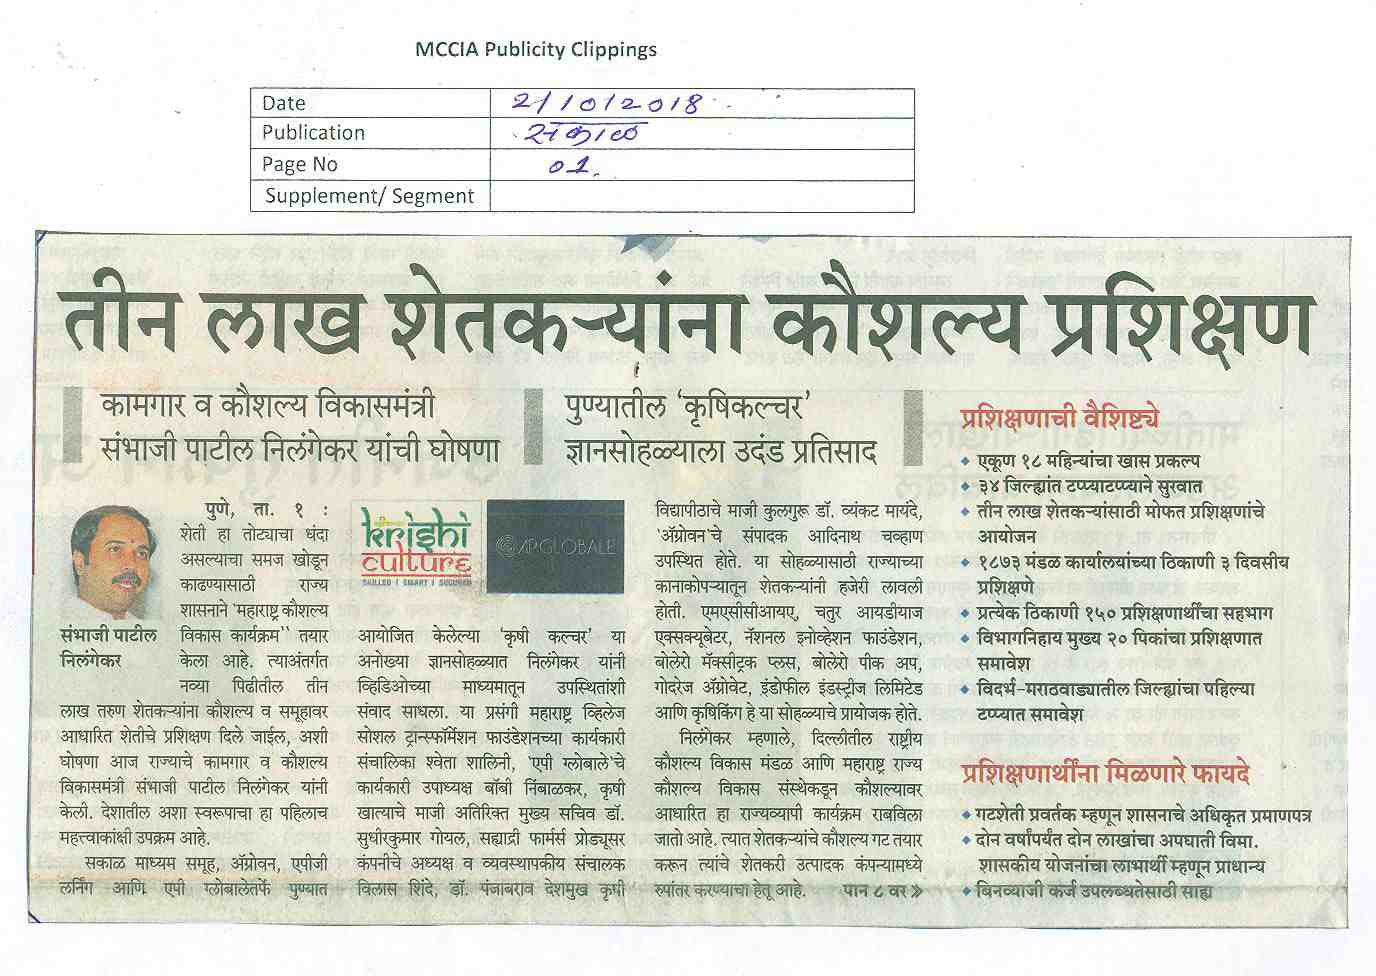 MCCIA Publicity Clippings
Date 2/10/2018
Publication सकाळ
Page No 01
Supplement/ Segment
तीन लाख शेतकऱ्यांना कौशल्य प्रशिक्षण
कामगार व कौशल्य विकासमंत्री
संभाजी पाटील निलंगेकर यांची घोषणा
पुण्यातील 'कृषिकल्चर'
ज्ञानसोहळ्याला उदंड प्रतिसाद
संभाजी पाटील
निलंगेकर
पुणे, ता. १ :
शेती हा तोट्याचा धंदा
असल्याचा समज खोडून
काढण्यासाठी राज्य
शासनाने 'महाराष्ट्र कौशल्य
विकास कार्यक्रम'' तयार
केला आहे. त्याअंतर्गत
नव्या पिढीतील तीन
लाख तरुण शेतकऱ्यांना कौशल्य व समूहावर
आधारित शेतीचे प्रशिक्षण दिले जाईल, अशी
घोषणा आज राज्याचे कामगार व कौशल्य
विकासमंत्री संभाजी पाटील निलंगेकर यांनी
केली. देशातील अशा स्वरूपाचा हा पहिलाच
महत्त्वाकांक्षी उपक्रम आहे.
सकाळ माध्यम समूह, अ‍ॅग्रोवन, एपीजी
लर्निंग आणि एपी ग्लोबालेतर्फे पुण्यात
krishi
culture
SKILLED I SMART I SECURED
APGLOBALE
आयोजित केलेल्या 'कृषी कल्चर' या
अनोख्या ज्ञानसोहळ्यात निलंगेकर यांनी
व्हिडिओच्या माध्यमातून उपस्थितांशी
संवाद साधला. या प्रसंगी महाराष्ट्र व्हिलेज
सोशल ट्रान्स्फॉर्मेशन फाउंडेशनच्या कार्यकारी
संचालिका श्वेता शालिनी, 'एपी ग्लोबाले'चे
कार्यकारी उपाध्यक्ष बॉबी निंबाळकर, कृषी
खात्याचे माजी अतिरिक्त मुख्य सचिव डॉ.
सुधीरकुमार गोयल, सह्याद्री फार्मर्स प्रोड्यूसर
कंपनीचे अध्यक्ष व व्यवस्थापकीय संचालक
विलास शिंदे, डॉ. पंजाबराव देशमुख कृषी
विद्यापीठाचे माजी कुलगुरू डॉ. व्यंकट मायंदे,
'अ‍ॅग्रोवन'चे संपादक आदिनाथ चव्हाण
उपस्थित होते. या सोहळ्यासाठी राज्याच्या
कानाकोपऱ्यातून शेतकऱ्यांनी हजेरी लावली
होती. एमएसीसीआयए, चतुर आयडीयाज
एक्सक्यूबेटर, नॅशनल इनोव्हेशन फाउंडेशन,
बोलेरो मॅक्सीट्रक प्लस, बोलेरो पीक अप,
गोदरेज अ‍ॅग्रोवेट, इंडोफील इंडस्ट्रीज लिमिटेड
आणि कृषिकिंग हे या सोहळ्याचे प्रायोजक होते.
निलंगेकर म्हणाले, दिल्लीतील राष्ट्रीय
कौशल्य विकास मंडळ आणि महाराष्ट्र राज्य
कौशल्य विकास संस्थेकडून कौशल्यावर
आधारित हा राज्यव्यापी कार्यक्रम राबविला
जातो आहे. त्यात शेतकऱ्यांचे कौशल्य गट तयार
करून त्यांचे शेतकरी उत्पादक कंपन्यामध्ये
रुपांतर करण्याचा हेतू आहे. पान ८ वर »
प्रशिक्षणाची वैशिष्ट्ये
◆ एकूण १८ महिन्यांचा खास प्रकल्प
◆ ३४ जिल्ह्यांत टप्प्याटप्प्याने सुरवात
◆ तीन लाख शेतकऱ्यांसाठी मोफत प्रशिक्षणांचे
आयोजन
◆ १८७३ मंडळ कार्यालयांच्या ठिकाणी ३ दिवसीय
प्रशिक्षणे
◆ प्रत्येक ठिकाणी १५० प्रशिक्षणार्थींचा सहभाग
◆ विभागनिहाय मुख्य २० पिकांचा प्रशिक्षणात
समावेश
◆ विदर्भ-मराठवाड्यातील जिल्ह्यांचा पहिल्या
टप्प्यात समावेश
प्रशिक्षणार्थींना मिळणारे फायदे
◆ गटशेती प्रवर्तक म्हणून शासनाचे अधिकृत प्रमाणपत्र
◆ दोन वर्षांपर्यंत दोन लाखांचा अपघाती विमा.
शासकीय योजनांचा लाभार्थी म्हणून प्राधान्य
◆ बिनव्याजी कर्ज उपलब्धतेसाठी साह्य